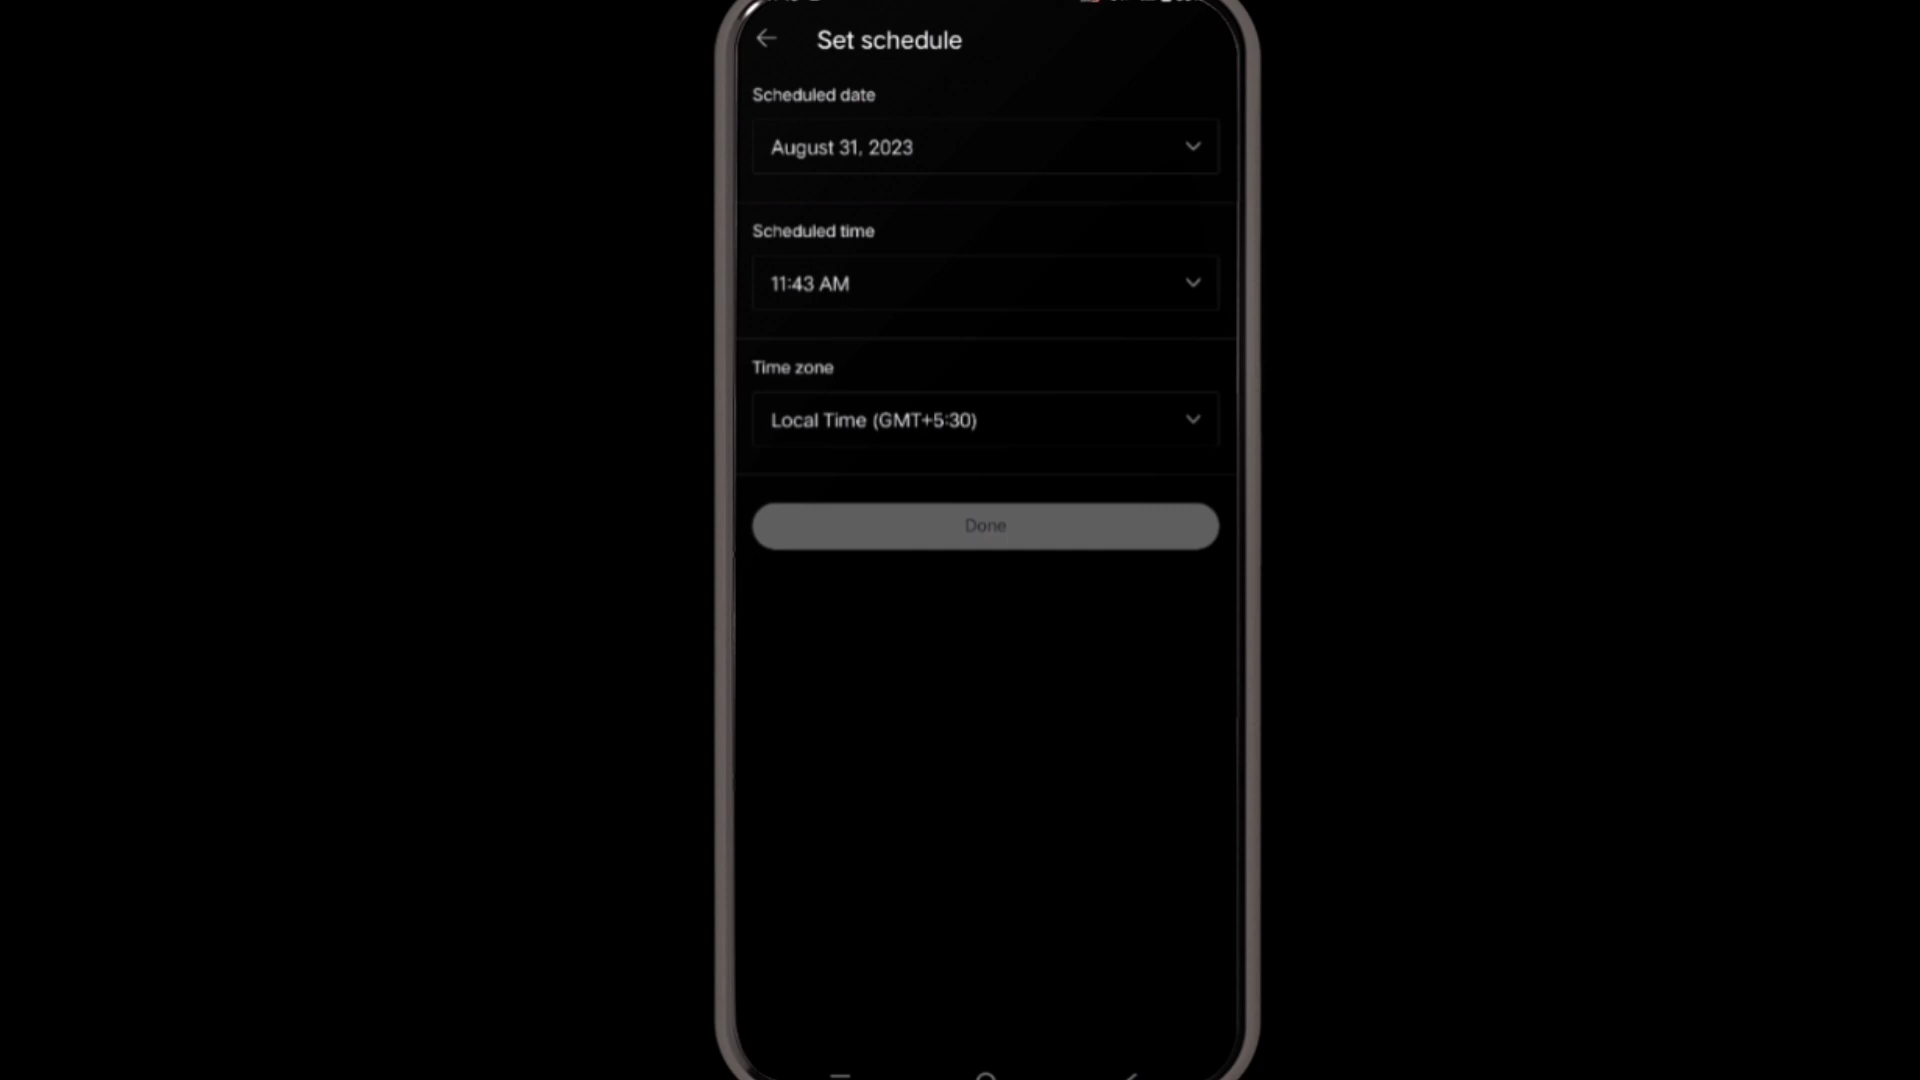 Set schedule
Scheduled date
August 31, 2023
Scheduled time
11:43 AM
Time zone
Local Time (GMT+5:30)
Done